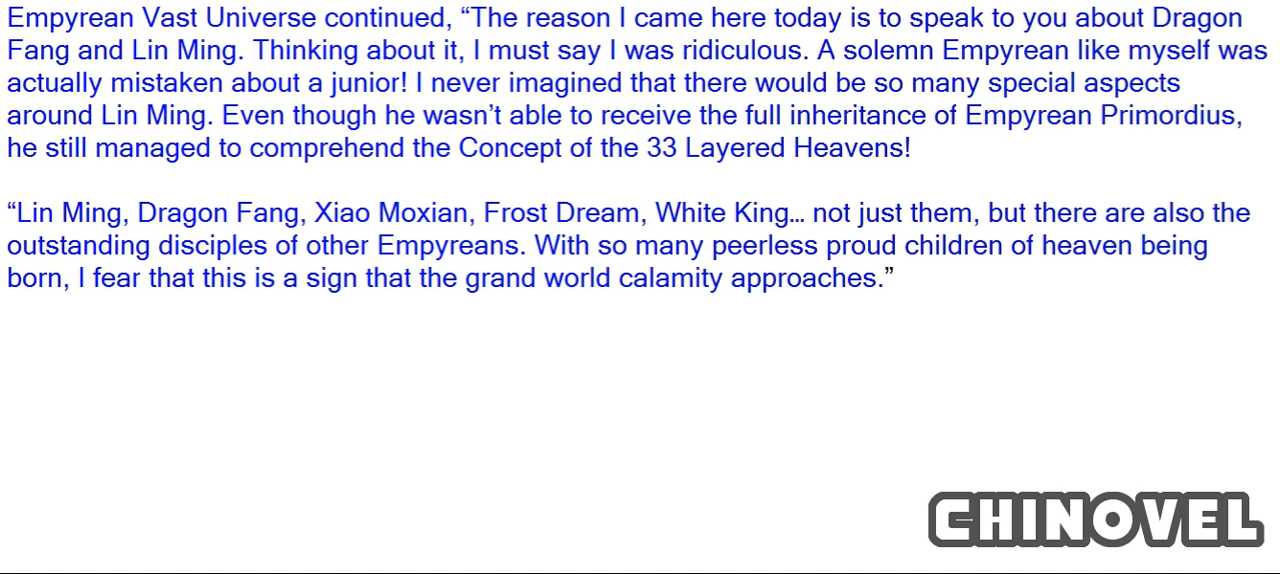 Empyrean Vast Universe continued, “The reason I came here today is to speak to you about Dragon
Fang and Lin Ming. Thinking about it, I must say I was ridiculous. A solemn Empyrean like myself was
actually mistaken about a junior! I never imagined that there would be so many special aspects
around Lin Ming. Even though he wasn’t able to receive the full inheritance of Empyrean Primordius,
he still managed to comprehend the Concept of the 33 Layered Heavens!
“Lin Ming, Dragon Fang, Xiao Moxian, Frost Dream, White King… not just them, but there are also the
outstanding disciples of other Empyreans. With so many peerless proud children of heaven being
born, I fear that this is a sign that the grand world calamity approaches.”
CHINOVEL